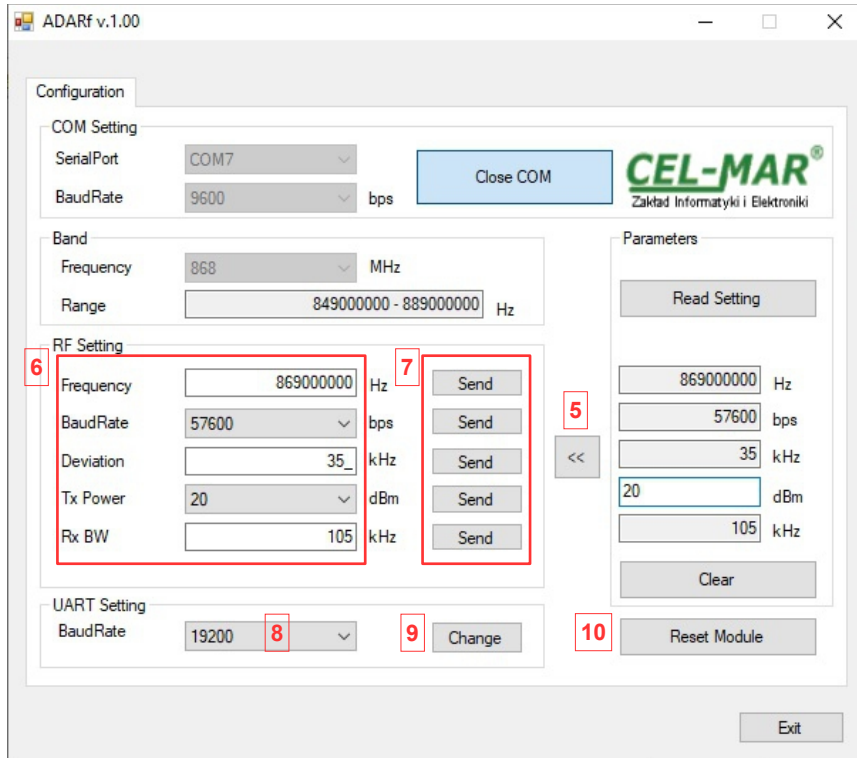 ADARf v.1.00
Configuration
COM Setting
SerialPort COM7
BaudRate 9600 bps
Close COM
CEL-MAR®
Zakład Informatyki i Elektroniki
Band
Frequency 868 MHz
Range 849000000 - 889000000 Hz
RF Setting
6 7
Frequency 869000000 Hz Send
BaudRate 57600 bps Send
Deviation 35_ kHz Send
Tx Power 20 dBm Send
Rx BW 105 kHz Send
5
<<
Parameters
Read Setting
869000000 Hz
57600 bps
35 kHz
20 dBm
105 kHz
Clear
UART Setting
BaudRate 19200 8 9 Change
10 Reset Module
Exit